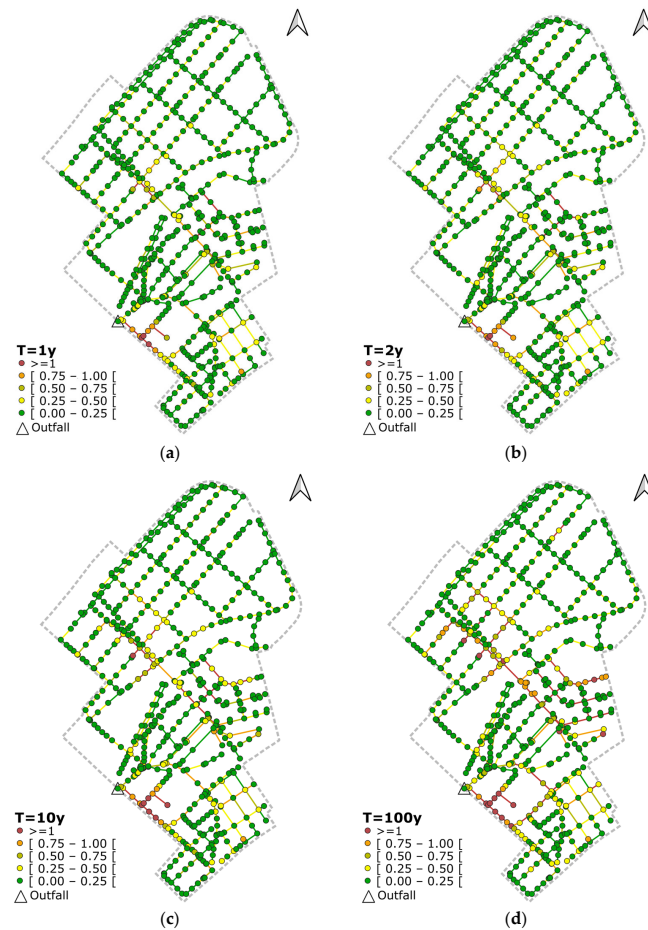 T=1y
>=1
[ 0.75 – 1.00 [
[ 0.50 – 0.75 [
[ 0.25 – 0.50 [
[ 0.00 – 0.25 [
Outfall
(a)
T=2y
>=1
[ 0.75 – 1.00 [
[ 0.50 – 0.75 [
[ 0.25 – 0.50 [
[ 0.00 – 0.25 [
Outfall
(b)
T=10y
>=1
[ 0.75 – 1.00 [
[ 0.50 – 0.75 [
[ 0.25 – 0.50 [
[ 0.00 – 0.25 [
Outfall
(c)
T=100y
>=1
[ 0.75 – 1.00 [
[ 0.50 – 0.75 [
[ 0.25 – 0.50 [
[ 0.00 – 0.25 [
Outfall
(d)